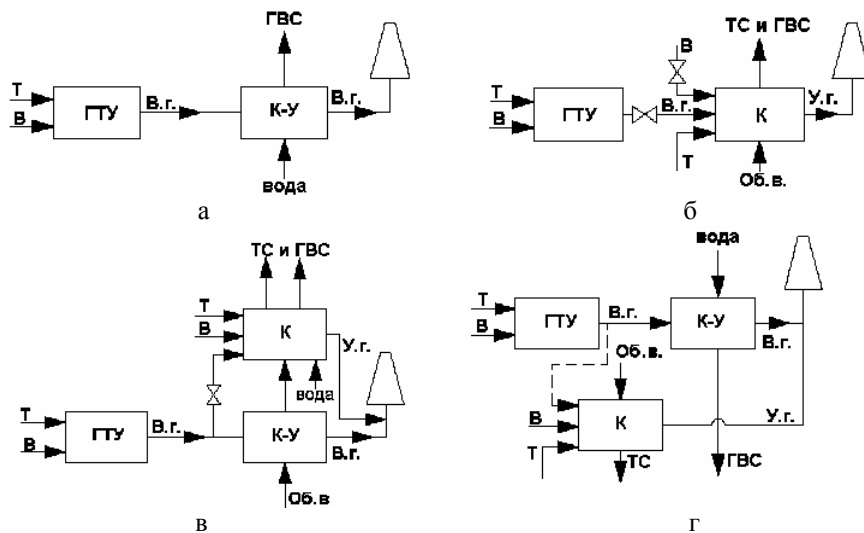 ГВС
Т
В
ГТУ
В.г.
К-У
В.г.
вода
а
ТС и ГВС
В
Т
В
ГТУ
В.г.
К
У.г.
Т
Об.в.
б
ТС и ГВС
Т
В
К
У.г.
вода
Т
В
ГТУ
В.г.
К-У
В.г.
Об.в
в
вода
Т
В
ГТУ
В.г.
К-У
В.г.
Об.в.
В
К
У.г.
Т
ТС
ГВС
г